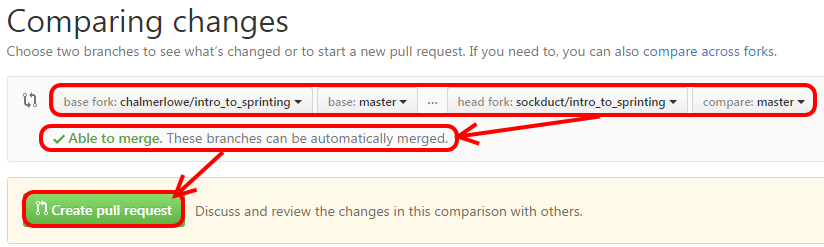 Comparing changes
Choose two branches to see what's changed or to start a new pull request. If you need to, you can also compare across forks.
base fork: chalmerlowe/intro_to_sprinting base: master ... head fork: sockduct/intro_to_sprinting compare: master
Able to merge. These branches can be automatically merged.
Create pull request Discuss and review the changes in this comparison with others.